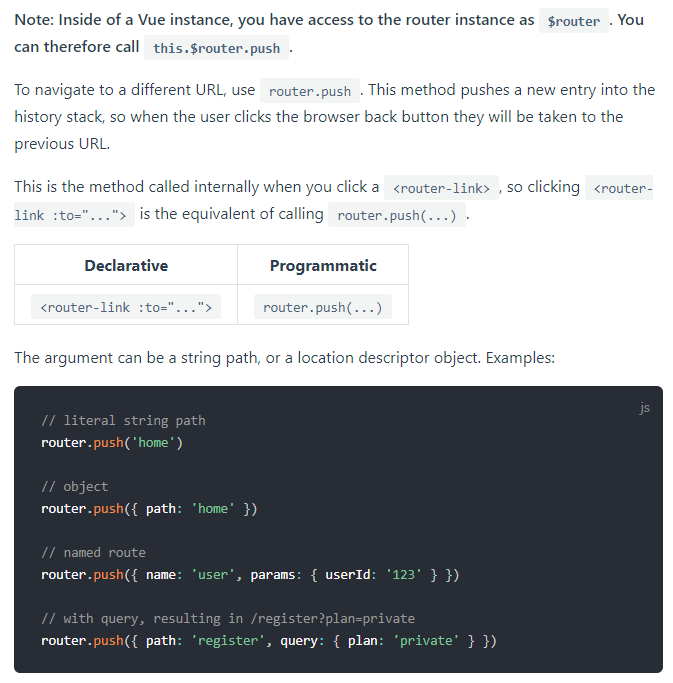 Note: Inside of a Vue instance, you have access to the router instance as $router . You
can therefore call this.$router.push .
To navigate to a different URL, use router.push . This method pushes a new entry into the
history stack, so when the user clicks the browser back button they will be taken to the
previous URL.
This is the method called internally when you click a <router-link> , so clicking <router-
link :to="..."> is the equivalent of calling router.push(...) .
Declarative Programmatic
<router-link :to="..."> router.push(...)
The argument can be a string path, or a location descriptor object. Examples:
js
// literal string path
router.push('home')
// object
router.push({ path: 'home' })
// named route
router.push({ name: 'user', params: { userId: '123' } })
// with query, resulting in /register?plan=private
router.push({ path: 'register', query: { plan: 'private' } })